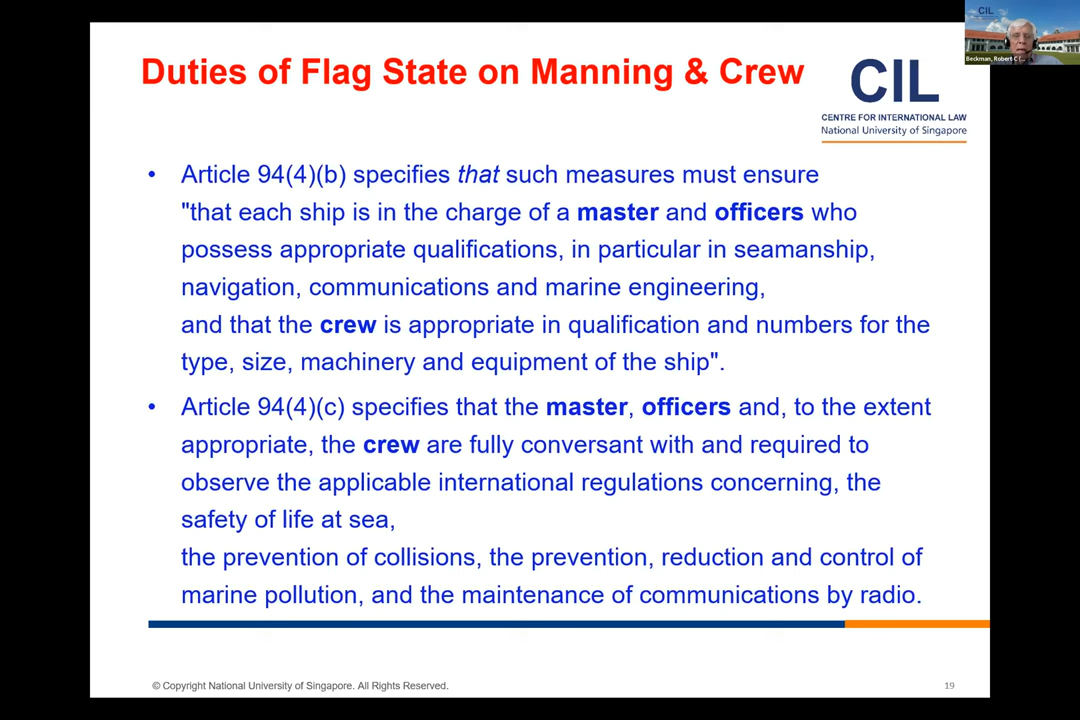 Duties of Flag State on Manning & Crew
CIL
CENTRE FOR INTERNATIONAL LAW
National University of Singapore
CIL
Beckman, Robert C (...
• Article 94(4)(b) specifies that such measures must ensure
"that each ship is in the charge of a master and officers who
possess appropriate qualifications, in particular in seamanship,
navigation, communications and marine engineering,
and that the crew is appropriate in qualification and numbers for the
type, size, machinery and equipment of the ship".
• Article 94(4)(c) specifies that the master, officers and, to the extent
appropriate, the crew are fully conversant with and required to
observe the applicable international regulations concerning, the
safety of life at sea,
the prevention of collisions, the prevention, reduction and control of
marine pollution, and the maintenance of communications by radio.
© Copyright National University of Singapore. All Rights Reserved.
19